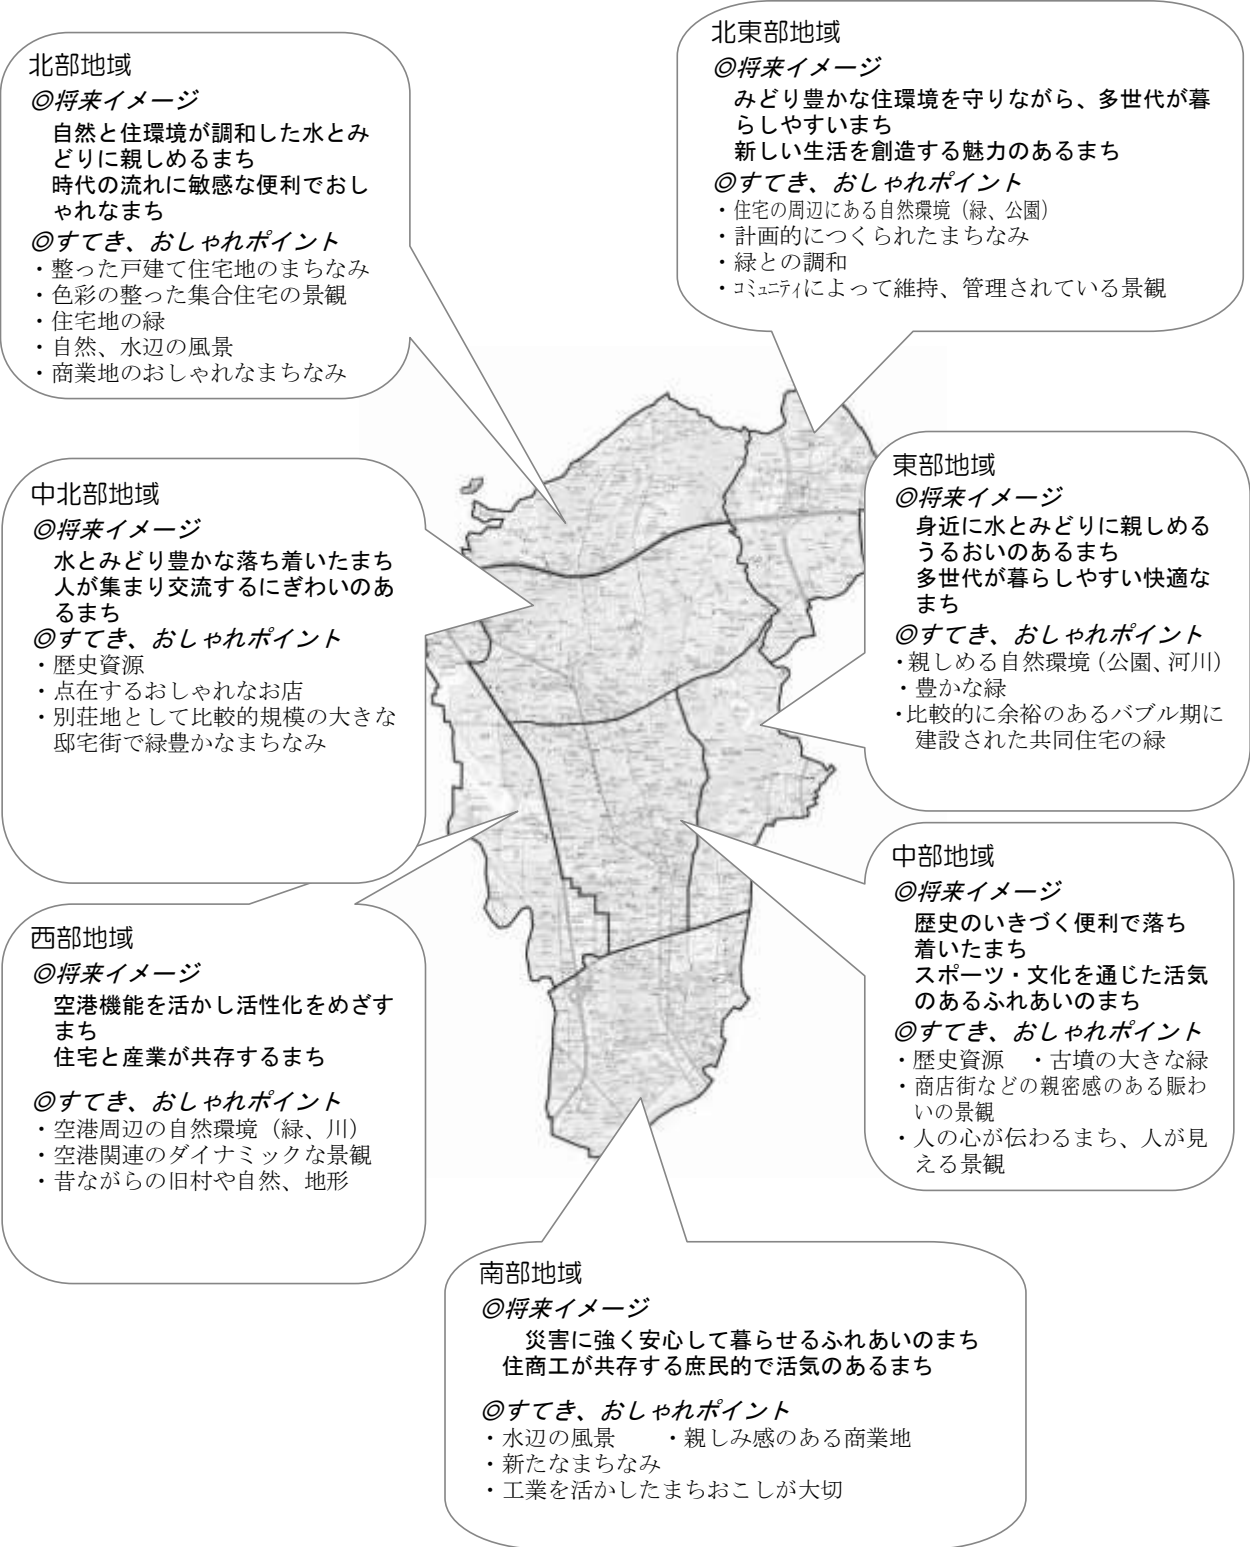 北部地域
◎将来イメージ
自然と住環境が調和した水とみ
どりに親しめるまち
時代の流れに敏感な便利でおし
ゃれなまち
◎すてき、おしゃれポイント
・整った戸建て住宅地のまちなみ
・色彩の整った集合住宅の景観
・住宅地の緑
・自然、水辺の風景
・商業地のおしゃれなまちなみ
北東部地域
◎将来イメージ
みどり豊かな住環境を守りながら、多世代が暮
らしやすいまち
新しい生活を創造する魅力のあるまち
◎すてき、おしゃれポイント
・住宅の周辺にある自然環境（緑、公園）
・計画的につくられたまちなみ
・緑との調和
・コミュニティによって維持、管理されている景観
中北部地域
◎将来イメージ
水とみどり豊かな落ち着いたまち
人が集まり交流するにぎわいのあ
るまち
◎すてき、おしゃれポイント
・歴史資源
・点在するおしゃれなお店
・別荘地として比較的規模の大きな
邸宅街で緑豊かなまちなみ
東部地域
◎将来イメージ
身近に水とみどりに親しめる
うるおいのあるまち
多世代が暮らしやすい快適な
まち
◎すてき、おしゃれポイント
・親しめる自然環境（公園、河川）
・豊かな緑
・比較的に余裕のあるバブル期に
建設された共同住宅の緑
西部地域
◎将来イメージ
空港機能を活かし活性化をめざす
まち
住宅と産業が共存するまち
◎すてき、おしゃれポイント
・空港周辺の自然環境（緑、川）
・空港関連のダイナミックな景観
・昔ながらの旧村や自然、地形
中部地域
◎将来イメージ
歴史のいきづく便利で落ち
着いたまち
スポーツ・文化を通じた活気
のあるふれあいのまち
◎すてき、おしゃれポイント
・歴史資源　・古墳の大きな緑
・商店街などの親密感のある賑わ
いの景観
・人の心が伝わるまち、人が見
える景観
南部地域
◎将来イメージ
災害に強く安心して暮らせるふれあいのまち
住商工が共存する庶民的で活気のあるまち
◎すてき、おしゃれポイント
・水辺の風景　　・親しみ感のある商業地
・新たなまちなみ
・工業を活かしたまちおこしが大切